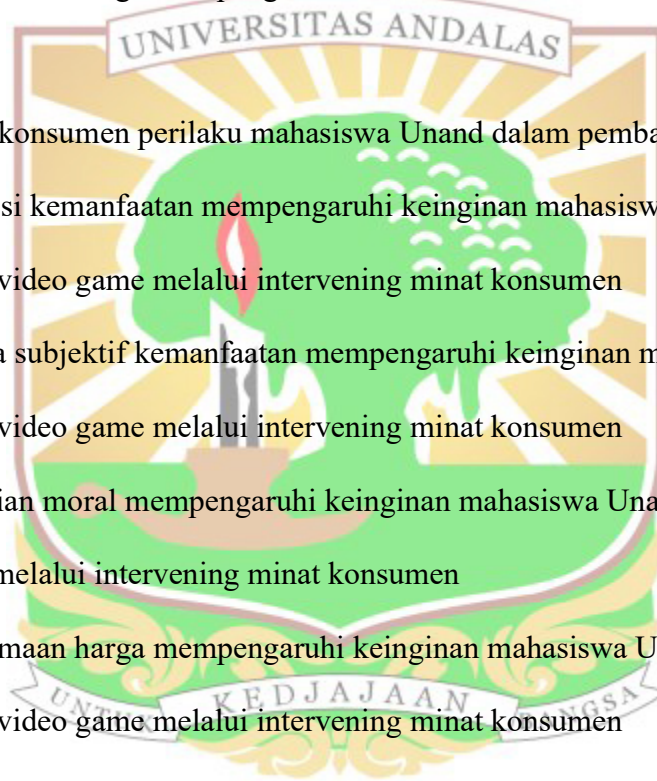 UNIVERSITAS ANDALAS
konsumen perilaku mahasiswa Unand dalam pemba
si kemanfaatan mempengaruhi keinginan mahasisw
video game melalui intervening minat konsumen
a subjektif kemanfaatan mempengaruhi keinginan m
video game melalui intervening minat konsumen
ian moral mempengaruhi keinginan mahasiswa Una
melalui intervening minat konsumen
maan harga mempengaruhi keinginan mahasiswa U
UNTUK KEDJAJAAN BANGSA
video game melalui intervening minat konsumen